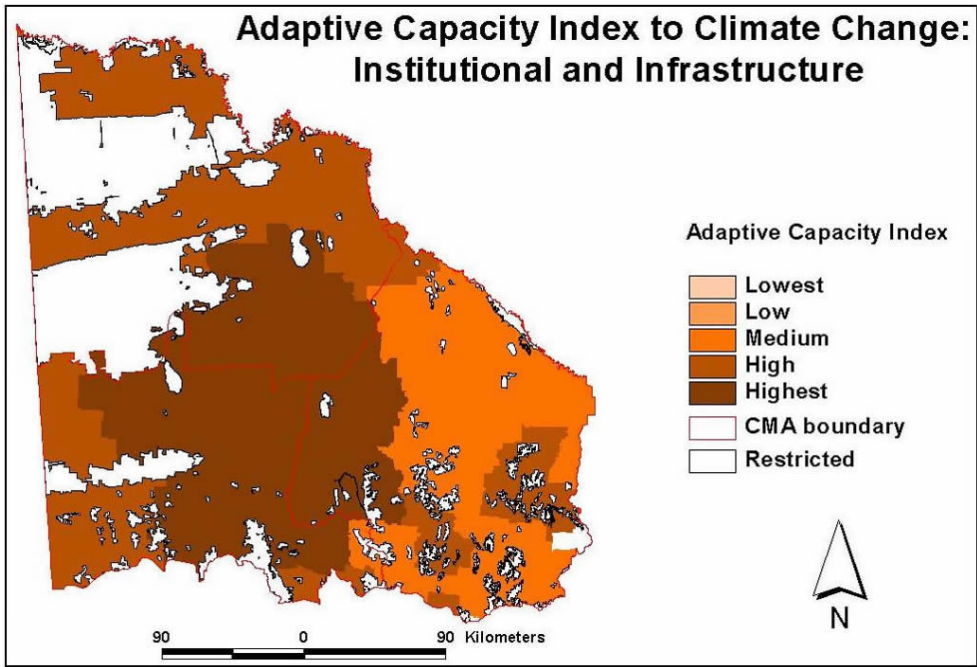 Adaptive Capacity Index to Climate Change:
Institutional and Infrastructure
Adaptive Capacity Index
Lowest
Low
Medium
High
Highest
CMA boundary
Restricted
N
90 0 90 Kilometers